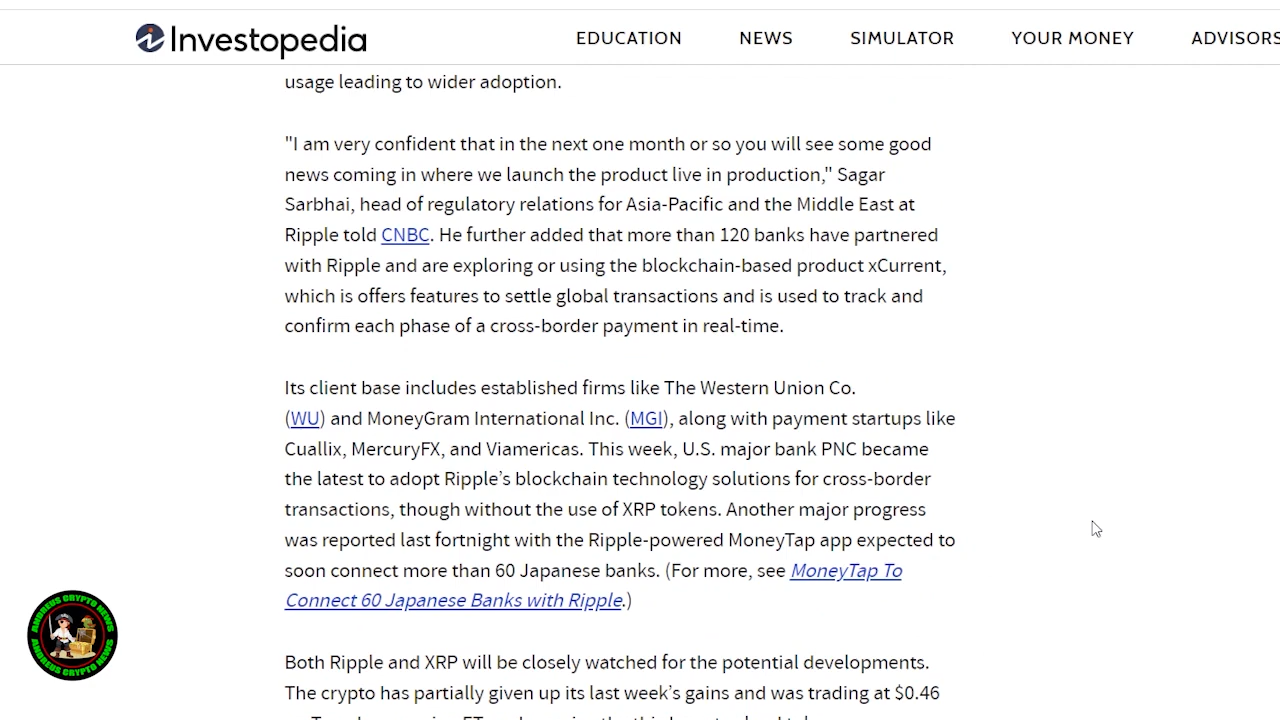 Investopedia
EDUCATION NEWS SIMULATOR YOUR MONEY ADVISORS
usage leading to wider adoption.
"I am very confident that in the next one month or so you will see some good
news coming in where we launch the product live in production," Sagar
Sarbhai, head of regulatory relations for Asia-Pacific and the Middle East at
Ripple told CNBC. He further added that more than 120 banks have partnered
with Ripple and are exploring or using the blockchain-based product xCurrent,
which is offers features to settle global transactions and is used to track and
confirm each phase of a cross-border payment in real-time.
Its client base includes established firms like The Western Union Co.
(WU) and MoneyGram International Inc. (MGI), along with payment startups like
Cuallix, MercuryFX, and Viamericas. This week, U.S. major bank PNC became
the latest to adopt Ripple’s blockchain technology solutions for cross-border
transactions, though without the use of XRP tokens. Another major progress
was reported last fortnight with the Ripple-powered MoneyTap app expected to
soon connect more than 60 Japanese banks. (For more, see MoneyTap To
Connect 60 Japanese Banks with Ripple.)
ANDREUS CRYPTO NEWS
ANDREUS CRYPTO NEWS
Both Ripple and XRP will be closely watched for the potential developments.
The crypto has partially given up its last week’s gains and was trading at $0.46